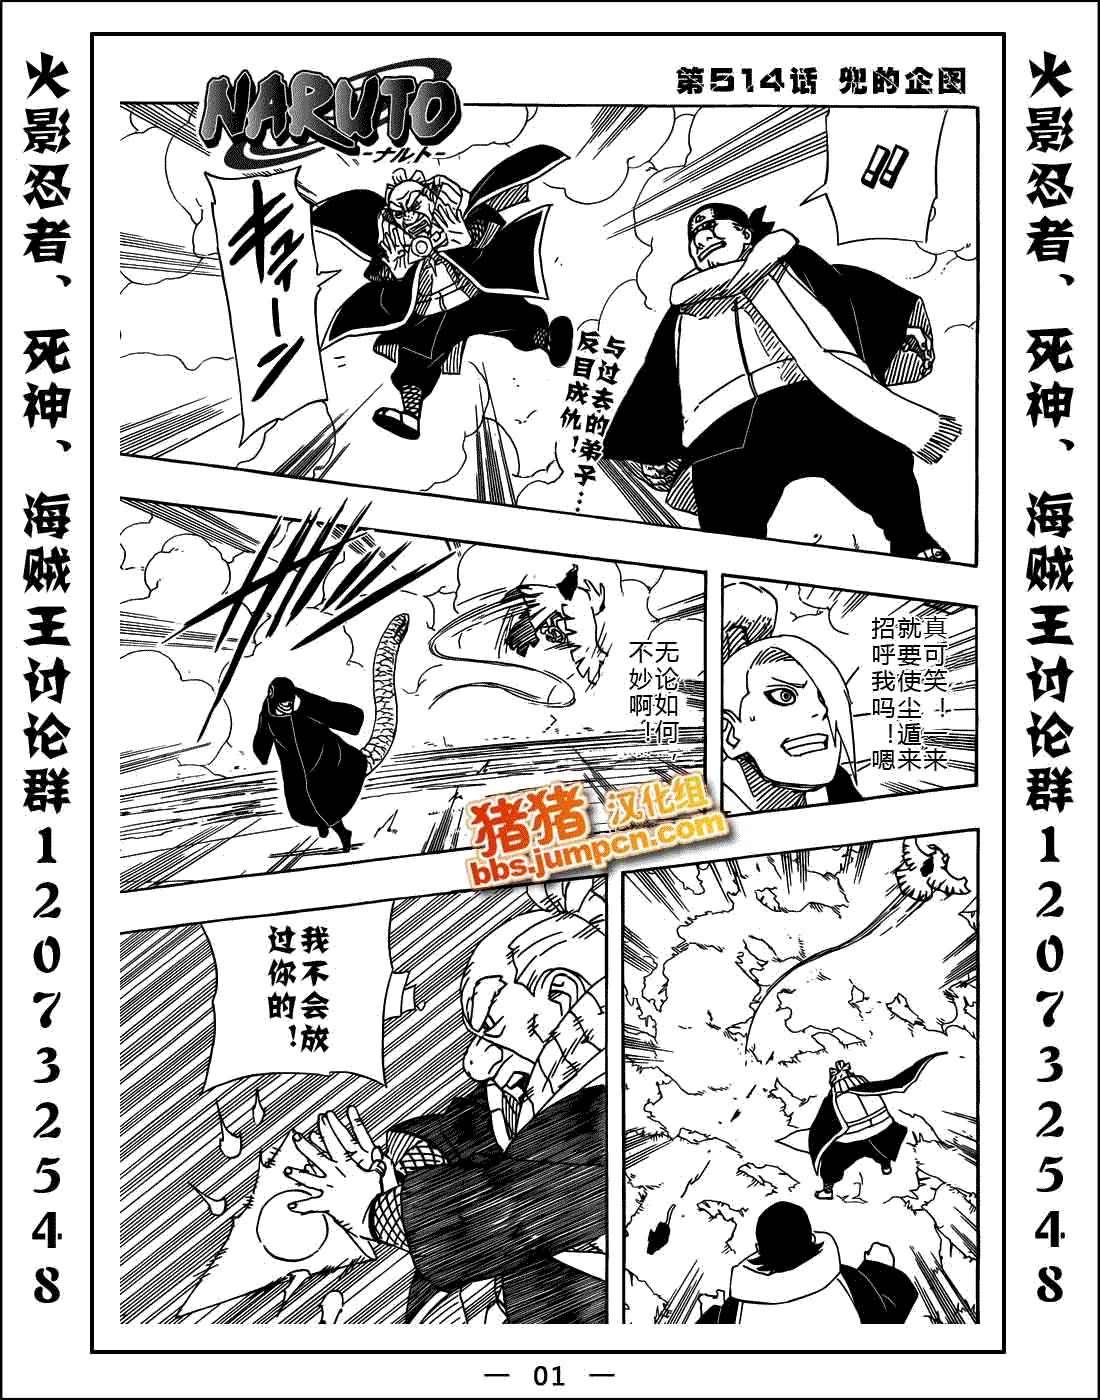 火影忍者、死神、海贼王讨论群120732548
NARUTO
-ナルト-
第514话 兜的企图
!!
キュイーン
与过去的弟子…
反目成仇！
真可笑！一来
就要使尘遁来
招呼我吗！嗯
无论如何，
不妙啊！
猪猪汉化组
bbs.jumpcn.com
我不会放
过你的！
火影忍者、死神、海贼王讨论群120732548
— 01 —